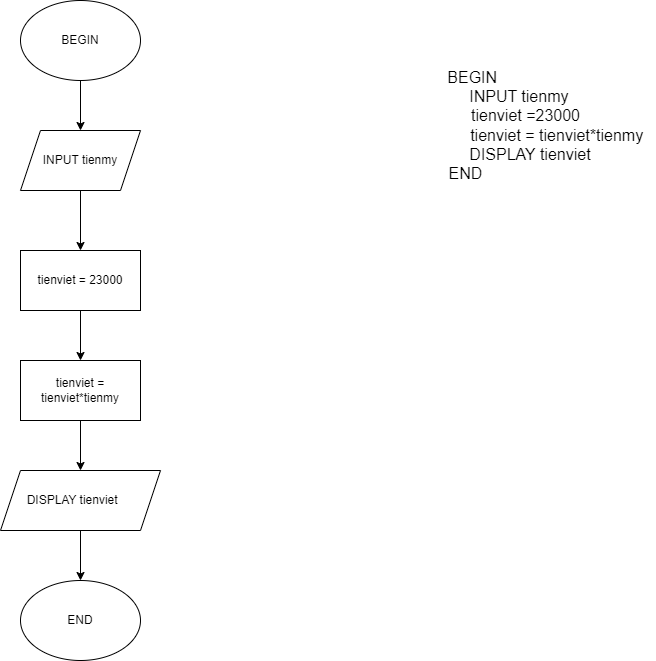 BEGIN
INPUT tienmy
tienviet = 23000
tienviet =
tienviet*tienmy
DISPLAY tienviet
END
BEGIN
INPUT tienmy
tienviet =23000
tienviet = tienviet*tienmy
DISPLAY tienviet
END